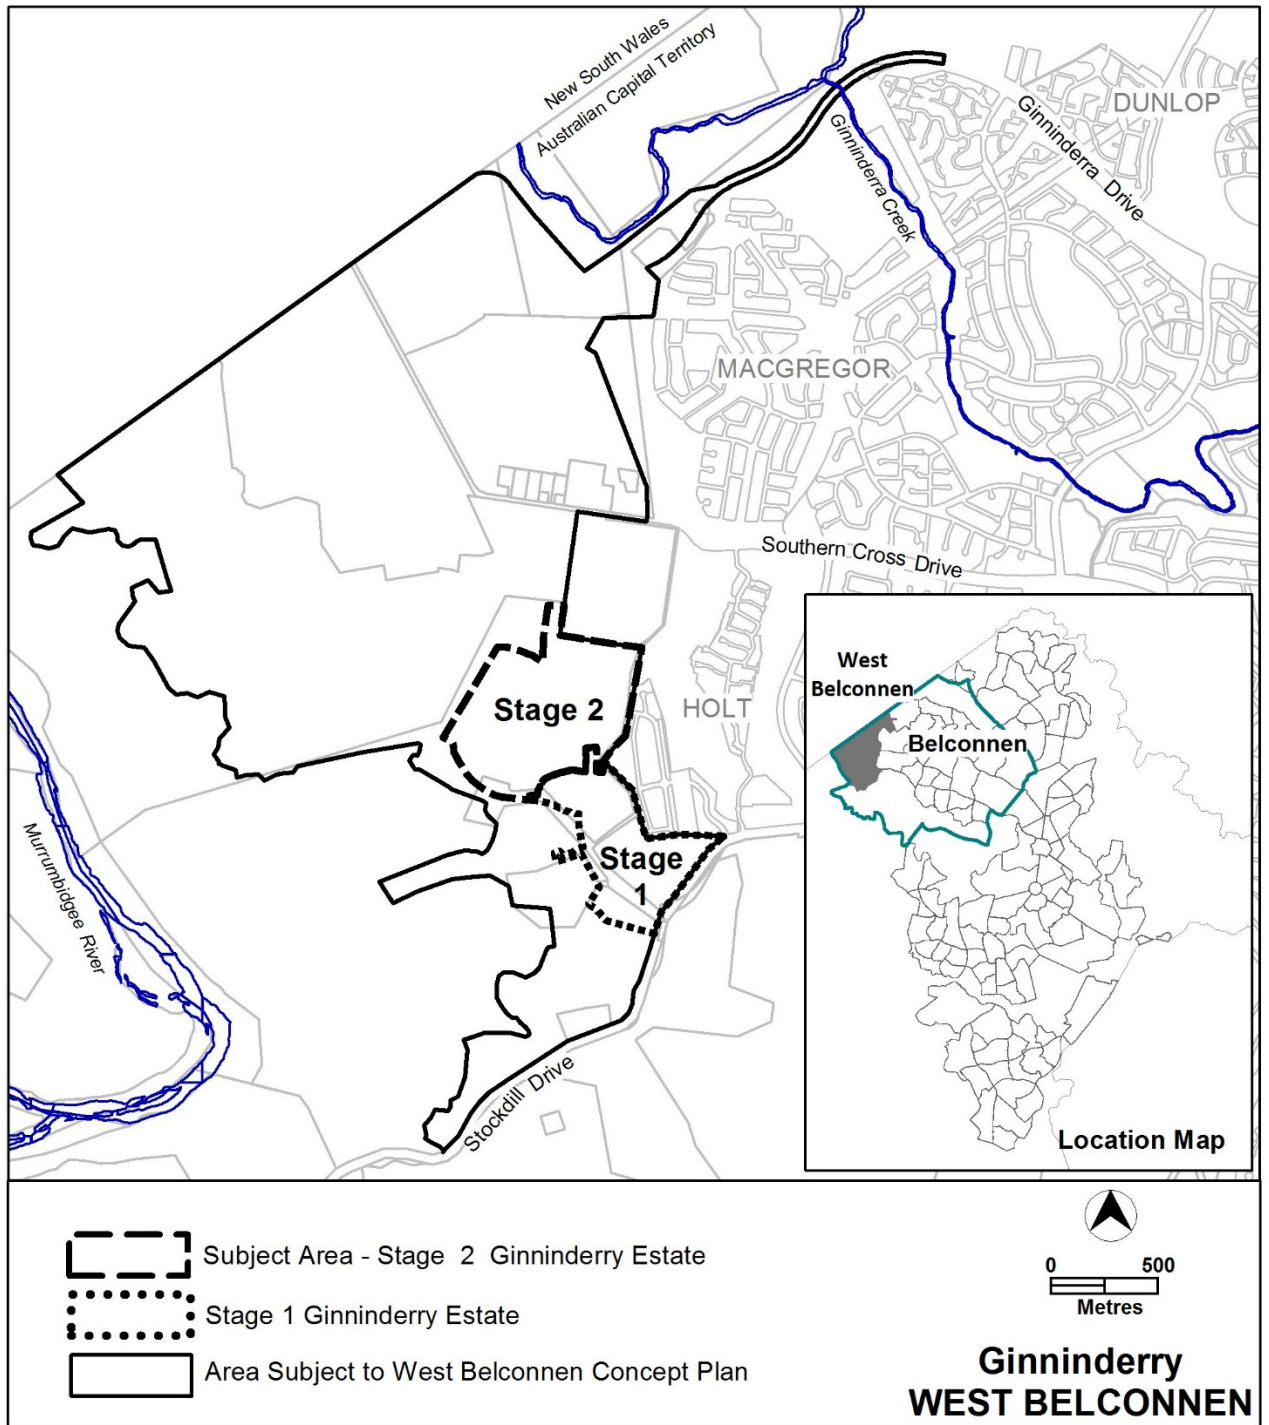 New South Wales
Australian Capital Territory
DUNLOP
Ginninderra Drive
Ginninderra Creek
MACGREGOR
Southern Cross Drive
West
Belconnen
Belconnen
Stage 2
HOLT
Stage
1
Murrumbidgee River
Stockdill Drive
Location Map
Subject Area - Stage 2 Ginninderry Estate
Stage 1 Ginninderry Estate
Area Subject to West Belconnen Concept Plan
0 500
Metres
Ginninderry
WEST BELCONNEN